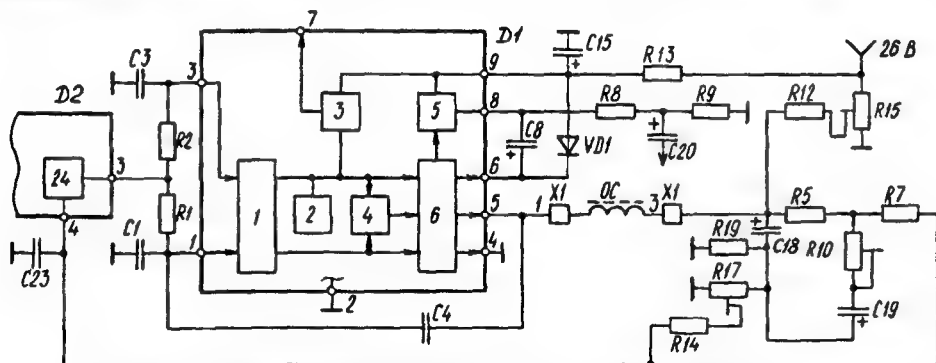 7 D1 C15 26 В
C3 3 9 R13
D2 3 5 8 R8 R9 R12 R15
R2 C8 VD1 C20
24 3 6
1 2 4 6 5 1 X1 ОС 3 X1 R5 R7
4 R1
C1 1 4 R19 C18 R10
C23 2 R17 C19
C4 R14